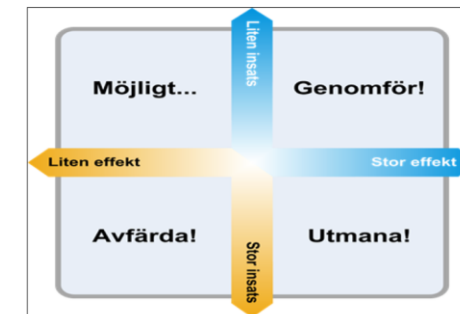 Liten insats
Möjligt...
Genomför!
Liten effekt
Stor effekt
Avfärda!
Utmana!
Stor insats